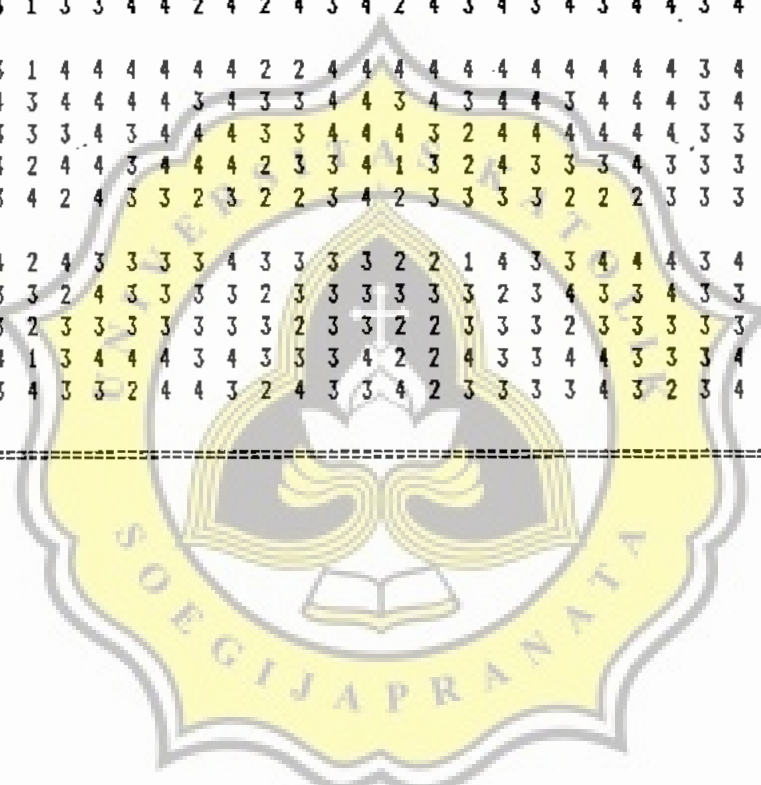 1 3 3 4 4 2 4 2 4 3 4 2 4 3 4 3 4 3 4 4 3 4
1 4 4 4 4 4 4 2 2 4 4 4 4 4 4 4 4 4 4 4 3 4
3 4 4 4 4 3 4 3 3 4 4 3 4 3 4 4 3 4 4 4 3 4
3 3 4 3 4 4 4 3 3 4 4 4 3 2 4 4 4 4 4 4 3 3
2 4 4 3 4 4 4 2 3 3 4 1 3 2 4 3 3 3 4 3 3 3
4 2 4 3 3 2 3 2 2 3 4 2 3 3 3 3 2 2 2 3 3 3
2 4 3 3 3 3 4 3 3 3 3 2 2 1 4 3 3 4 4 4 3 4
3 2 4 3 3 3 3 2 3 3 3 3 3 3 2 3 4 3 3 4 3 3
2 3 3 3 3 3 3 3 2 3 3 2 2 3 3 3 2 3 3 3 3 3
1 3 4 4 4 3 4 3 3 3 4 2 2 4 3 3 4 4 3 3 3 4
4 3 3 2 4 4 3 2 4 3 3 4 2 3 3 3 3 4 3 2 3 4
UNIVERSITAS KATOLIK
SOEGIJAPRANATA